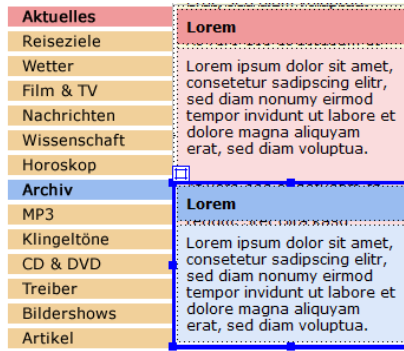 Aktuelles
Reiseziele
Wetter
Film & TV
Nachrichten
Wissenschaft
Horoskop
Archiv
MP3
Klingeltöne
CD & DVD
Treiber
Bildershows
Artikel
Lorem
Lorem ipsum dolor sit amet,
consetetur sadipscing elitr,
sed diam nonumy eirmod
tempor invidunt ut labore et
dolore magna aliquyam
erat, sed diam voluptua.
Lorem
Lorem ipsum dolor sit amet,
consetetur sadipscing elitr,
sed diam nonumy eirmod
tempor invidunt ut labore et
dolore magna aliquyam
erat, sed diam voluptua.